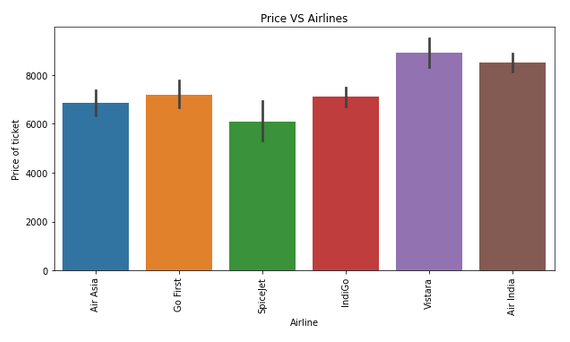 Price VS Airlines
Price of ticket
8000
6000
4000
2000
0
Air Asia
Go First
SpiceJet
IndiGo
Vistara
Air India
Airline